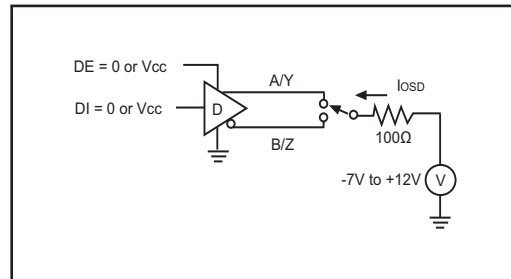 DE = 0 or Vcc
A/Y
IOSD
DI = 0 or Vcc
D
100Ω
B/Z
-7V to +12V
V